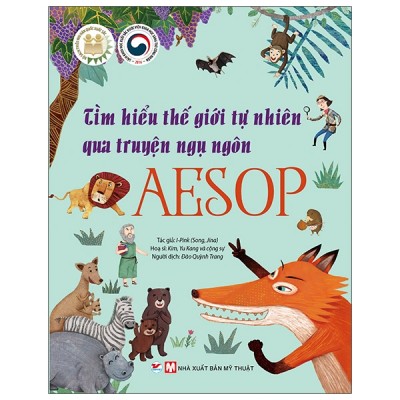 Tìm hiểu thế giới tự nhiên
qua truyện ngụ ngôn
AESOP
Tác giả: I-Pink (Song, Jina)
Hoạ sĩ: Kim, Yu Kang và cộng sự
Người dịch: Đào Quỳnh Trang
NHÀ XUẤT BẢN MỸ THUẬT